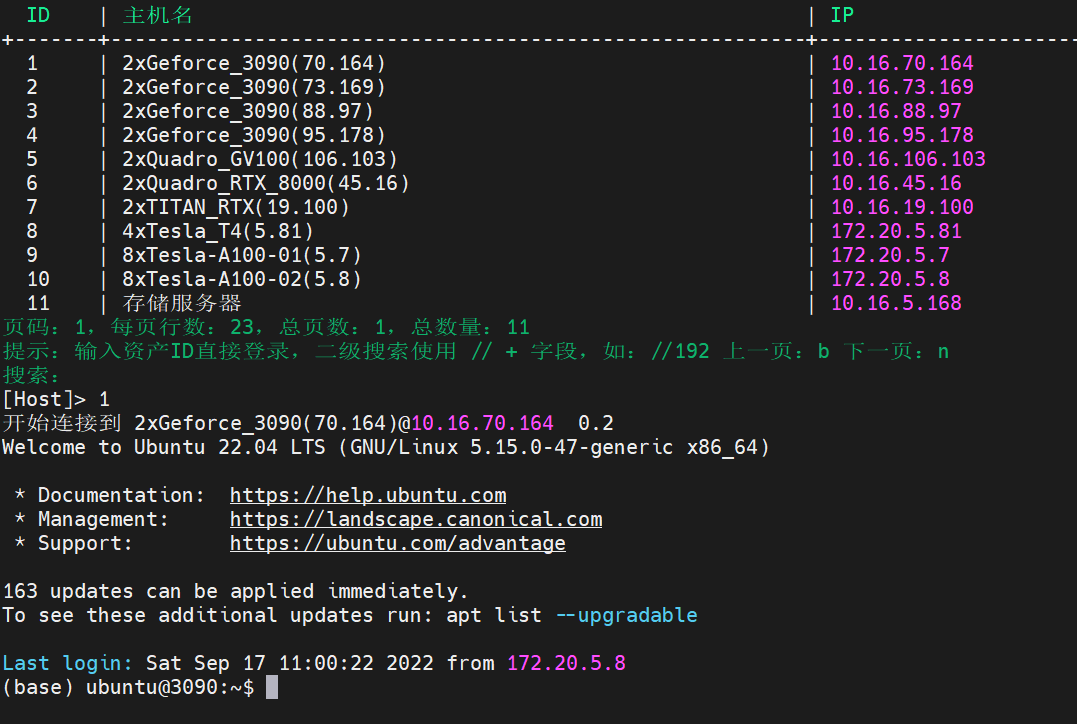 ID | 主机名 | IP
+-------+----------------------------------------------------------+----------------------
1 | 2xGeforce_3090(70.164) | 10.16.70.164
2 | 2xGeforce_3090(73.169) | 10.16.73.169
3 | 2xGeforce_3090(88.97) | 10.16.88.97
4 | 2xGeforce_3090(95.178) | 10.16.95.178
5 | 2xQuadro_GV100(106.103) | 10.16.106.103
6 | 2xQuadro_RTX_8000(45.16) | 10.16.45.16
7 | 2xTITAN_RTX(19.100) | 10.16.19.100
8 | 4xTesla_T4(5.81) | 172.20.5.81
9 | 8xTesla-A100-01(5.7) | 172.20.5.7
10 | 8xTesla-A100-02(5.8) | 172.20.5.8
11 | 存储服务器 | 10.16.5.168
页码：1，每页行数：23，总页数：1，总数量：11
提示：输入资产ID直接登录，二级搜索使用 // + 字段，如：//192 上一页：b 下一页：n
搜索：
[Host]> 1
开始连接到 2xGeforce_3090(70.164)@10.16.70.164  0.2
Welcome to Ubuntu 22.04 LTS (GNU/Linux 5.15.0-47-generic x86_64)
* Documentation:  https://help.ubuntu.com
* Management:     https://landscape.canonical.com
* Support:        https://ubuntu.com/advantage
163 updates can be applied immediately.
To see these additional updates run: apt list --upgradable
Last login: Sat Sep 17 11:00:22 2022 from 172.20.5.8
(base) ubuntu@3090:~$